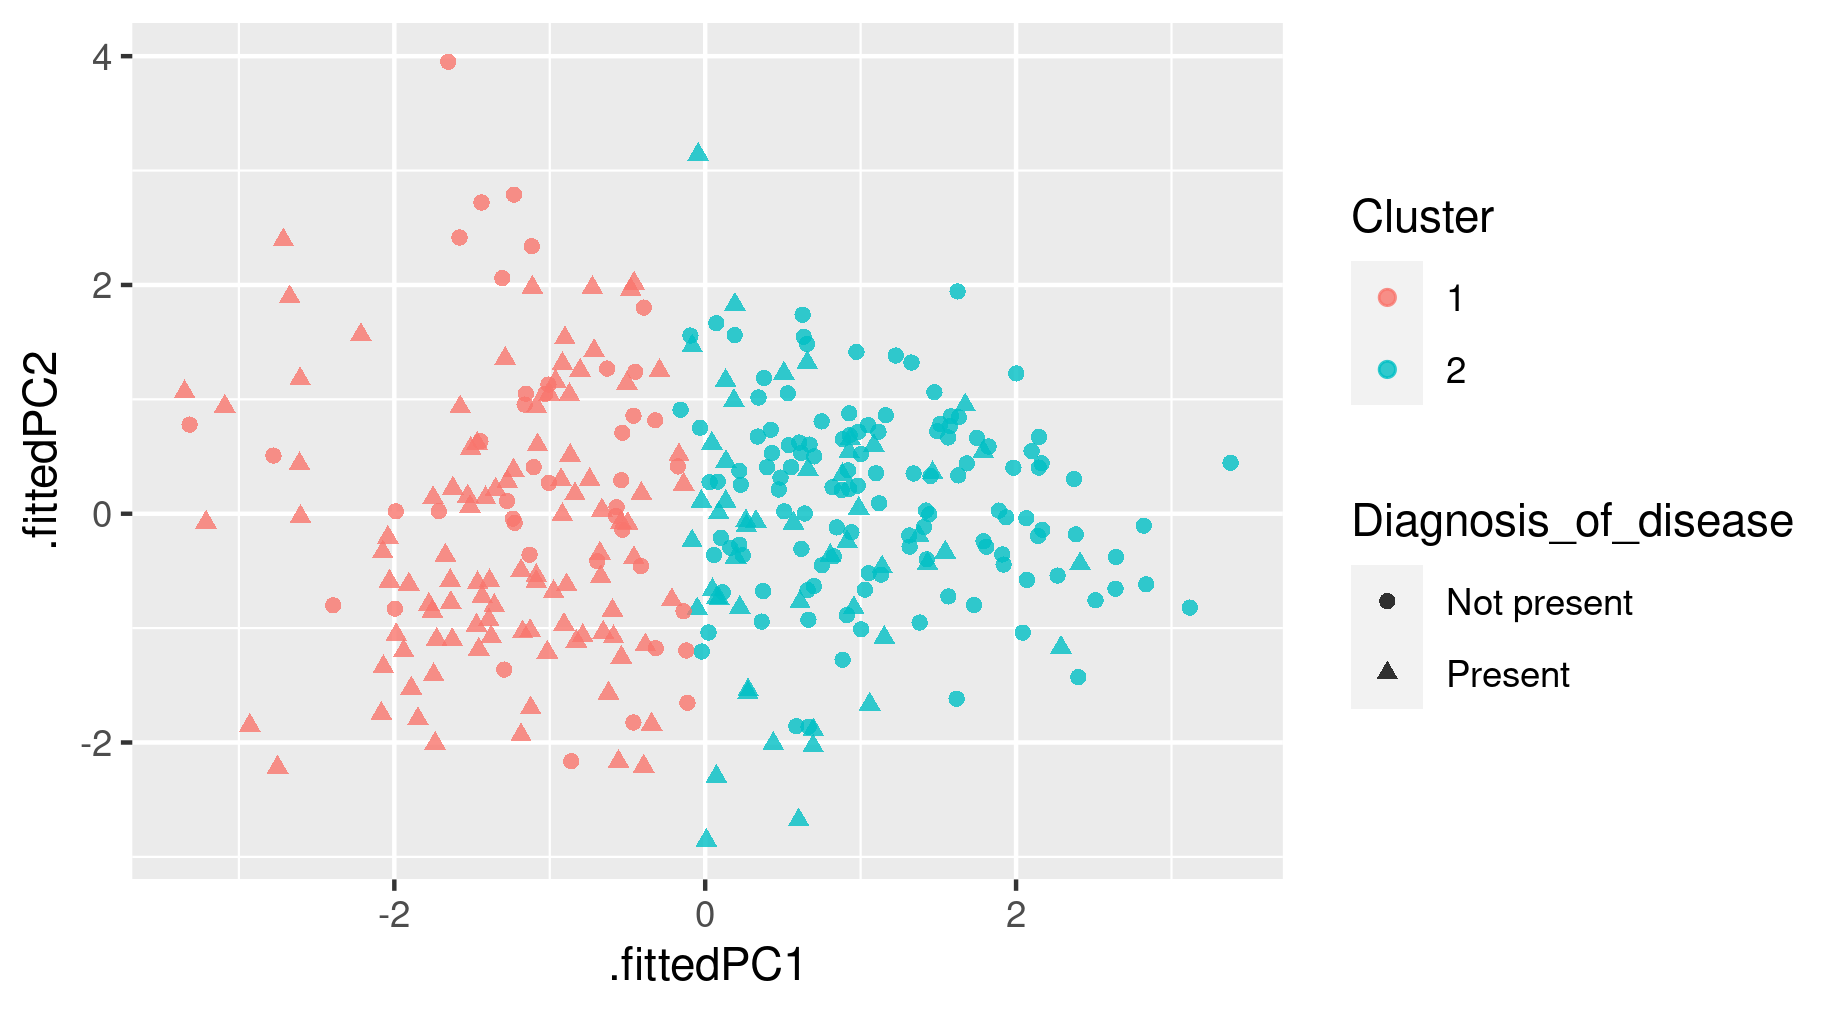 4
2
0
-2
.fittedPC2
-2
0
2
.fittedPC1
Cluster
1
2
Diagnosis_of_disease
Not present
Present